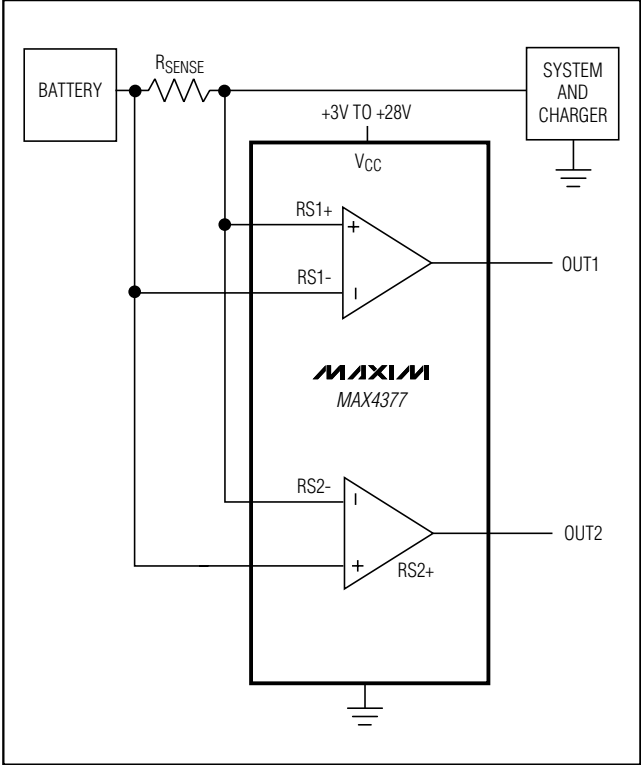 BATTERY
RSENSE
SYSTEM
AND
CHARGER
+3V TO +28V
VCC
RS1+
+
OUT1
RS1-
MAXIM
MAX4377
RS2-
OUT2
+
RS2+